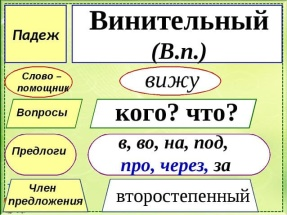 Падеж
Винительный
(В.п.)
Слово –
помощник
вижу
Вопросы
кого? что?
Предлоги
в, во, на, под,
про, через, за
Член
предложения
второстепенный